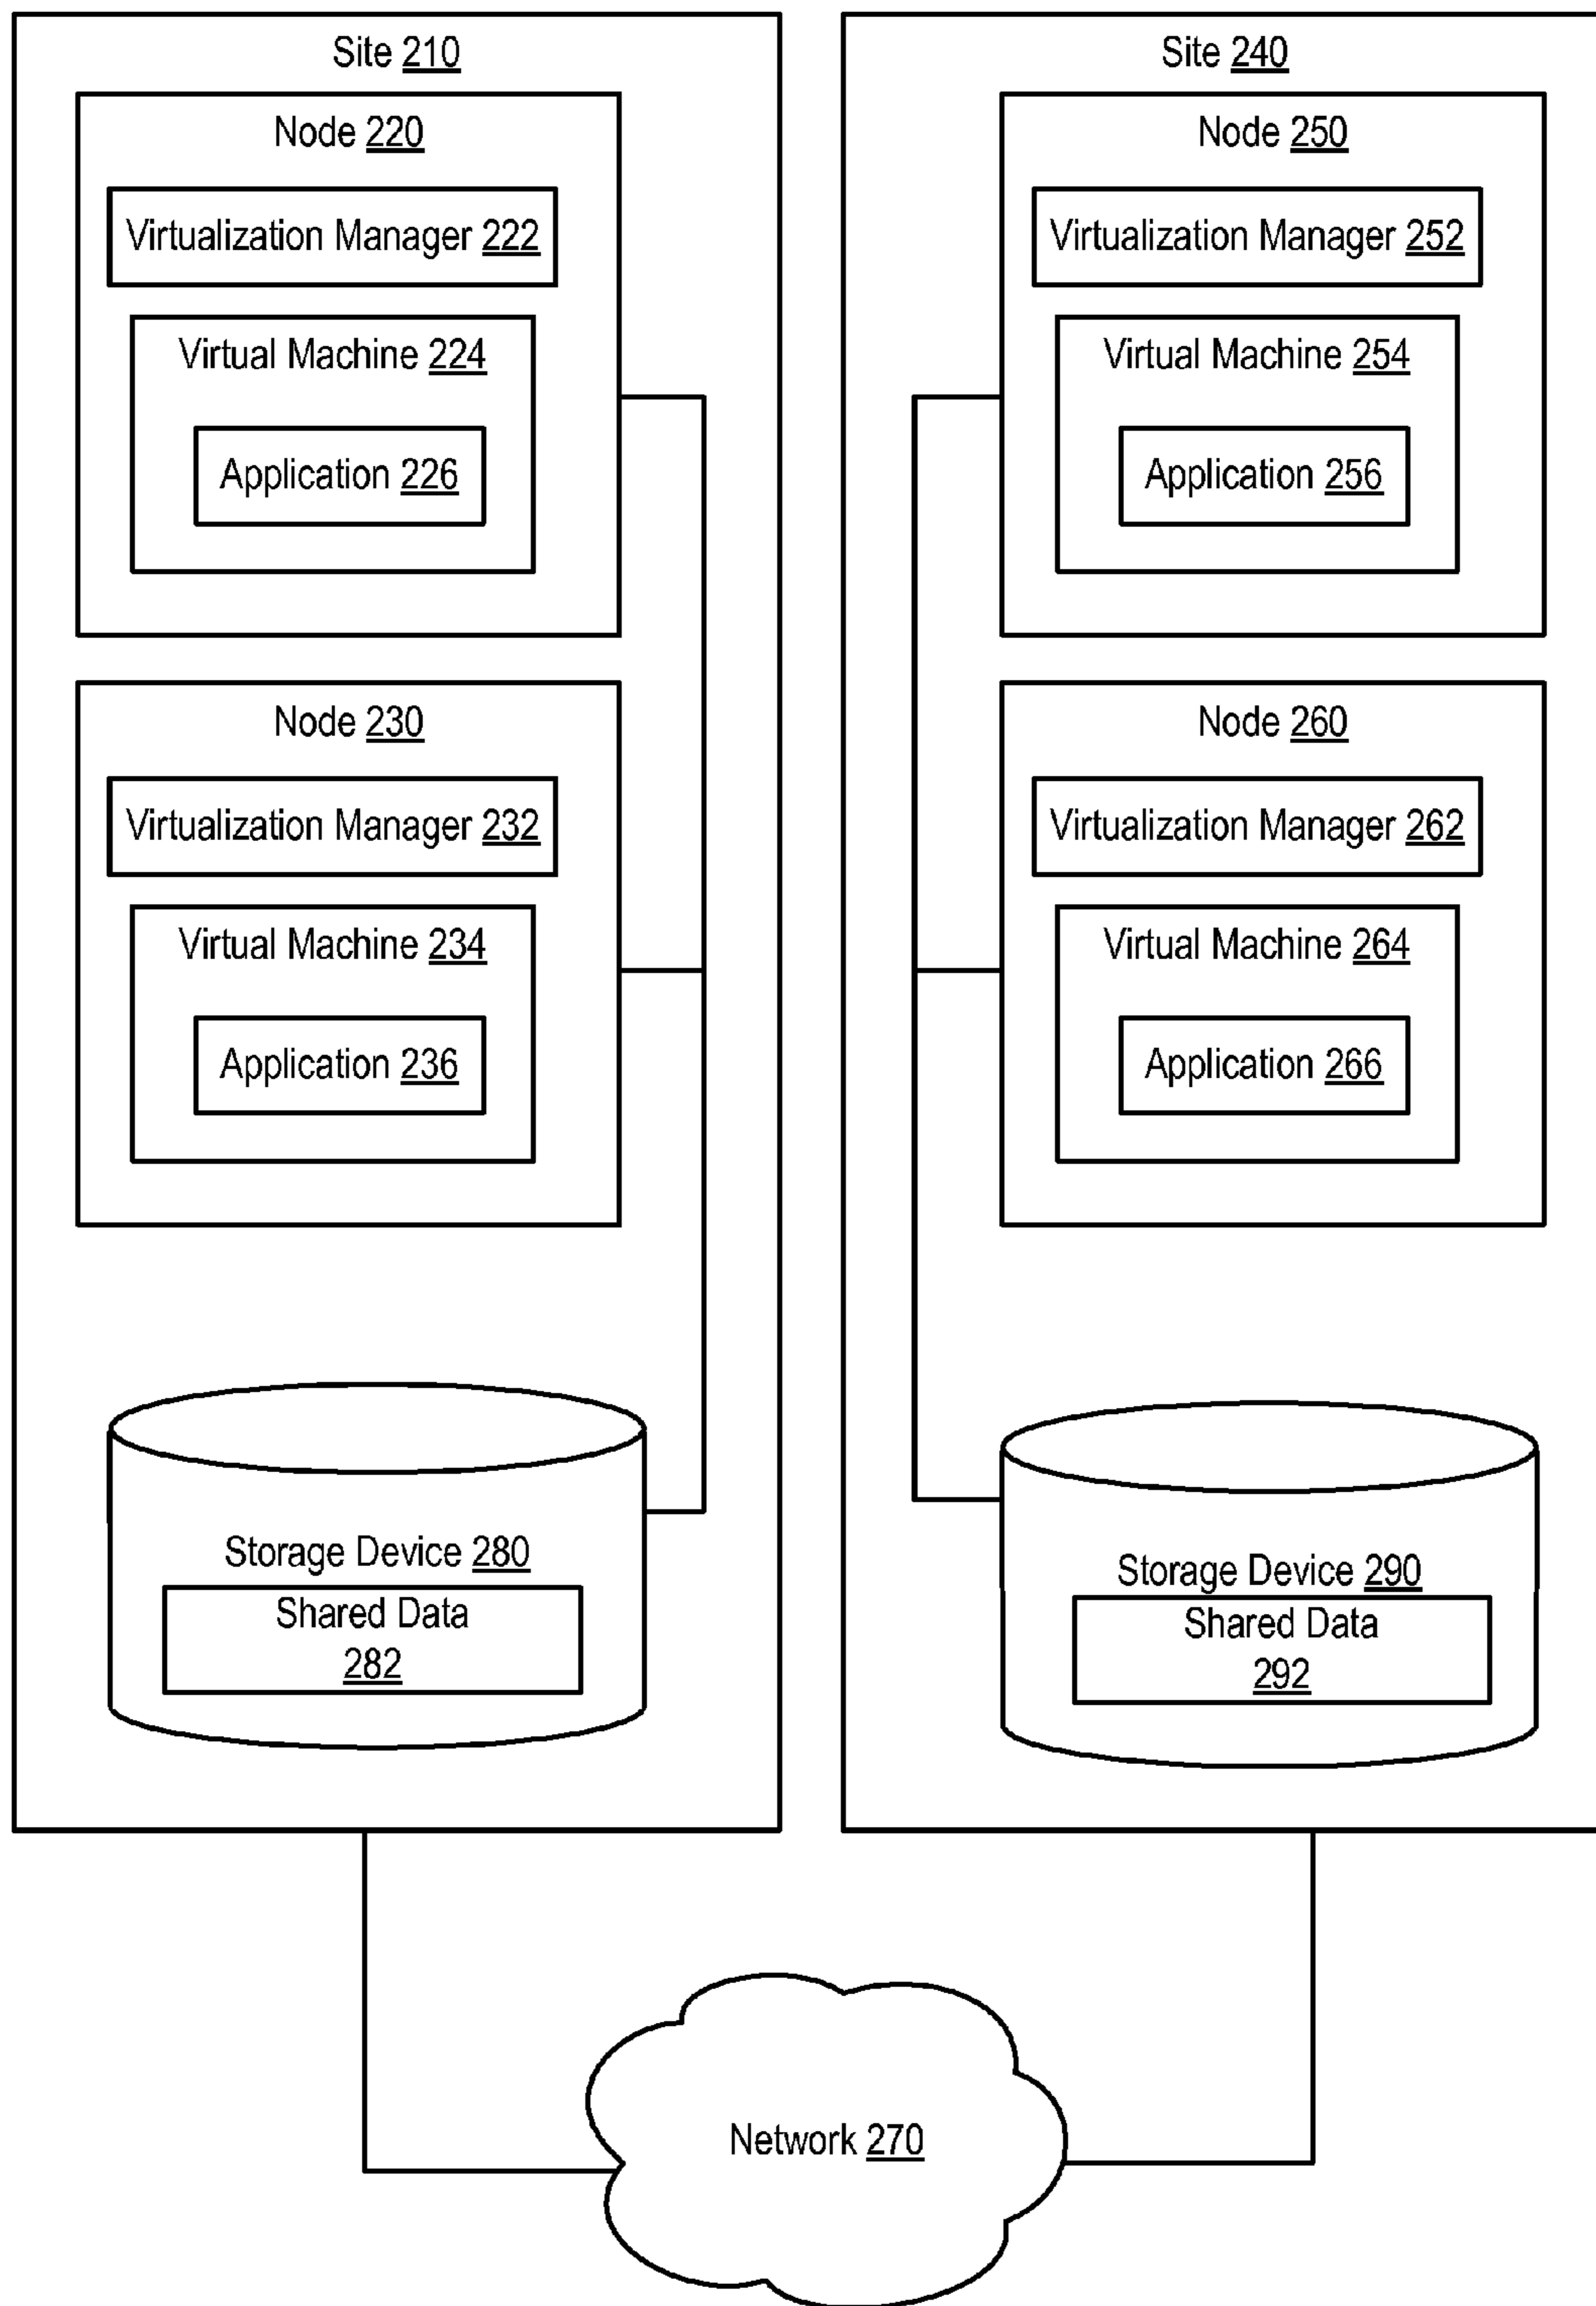 Site 210
Node 220
Virtualization Manager 222
Virtual Machine 224
Application 226
Node 230
Virtualization Manager 232
Virtual Machine 234
Application 236
Storage Device 280
Shared Data
282
Site 240
Node 250
Virtualization Manager 252
Virtual Machine 254
Application 256
Node 260
Virtualization Manager 262
Virtual Machine 264
Application 266
Storage Device 290
Shared Data
292
Network 270